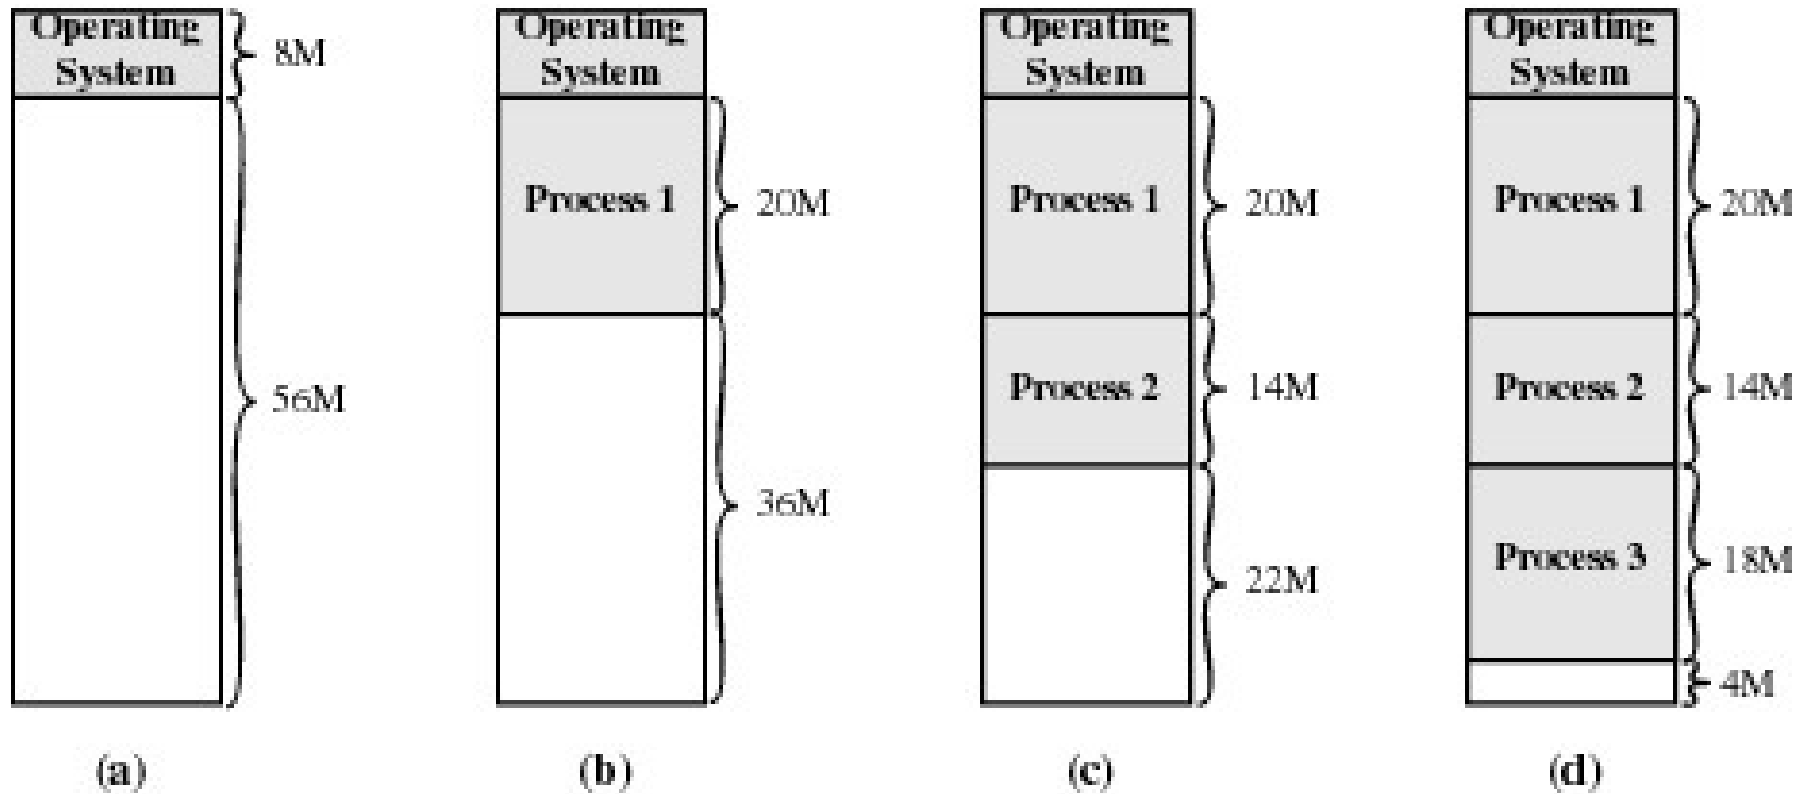 Operating
System
8M
56M
(a)
Operating
System
Process 1
20M
36M
(b)
Operating
System
Process 1
20M
Process 2
14M
22M
(c)
Operating
System
Process 1
20M
Process 2
14M
Process 3
18M
4M
(d)